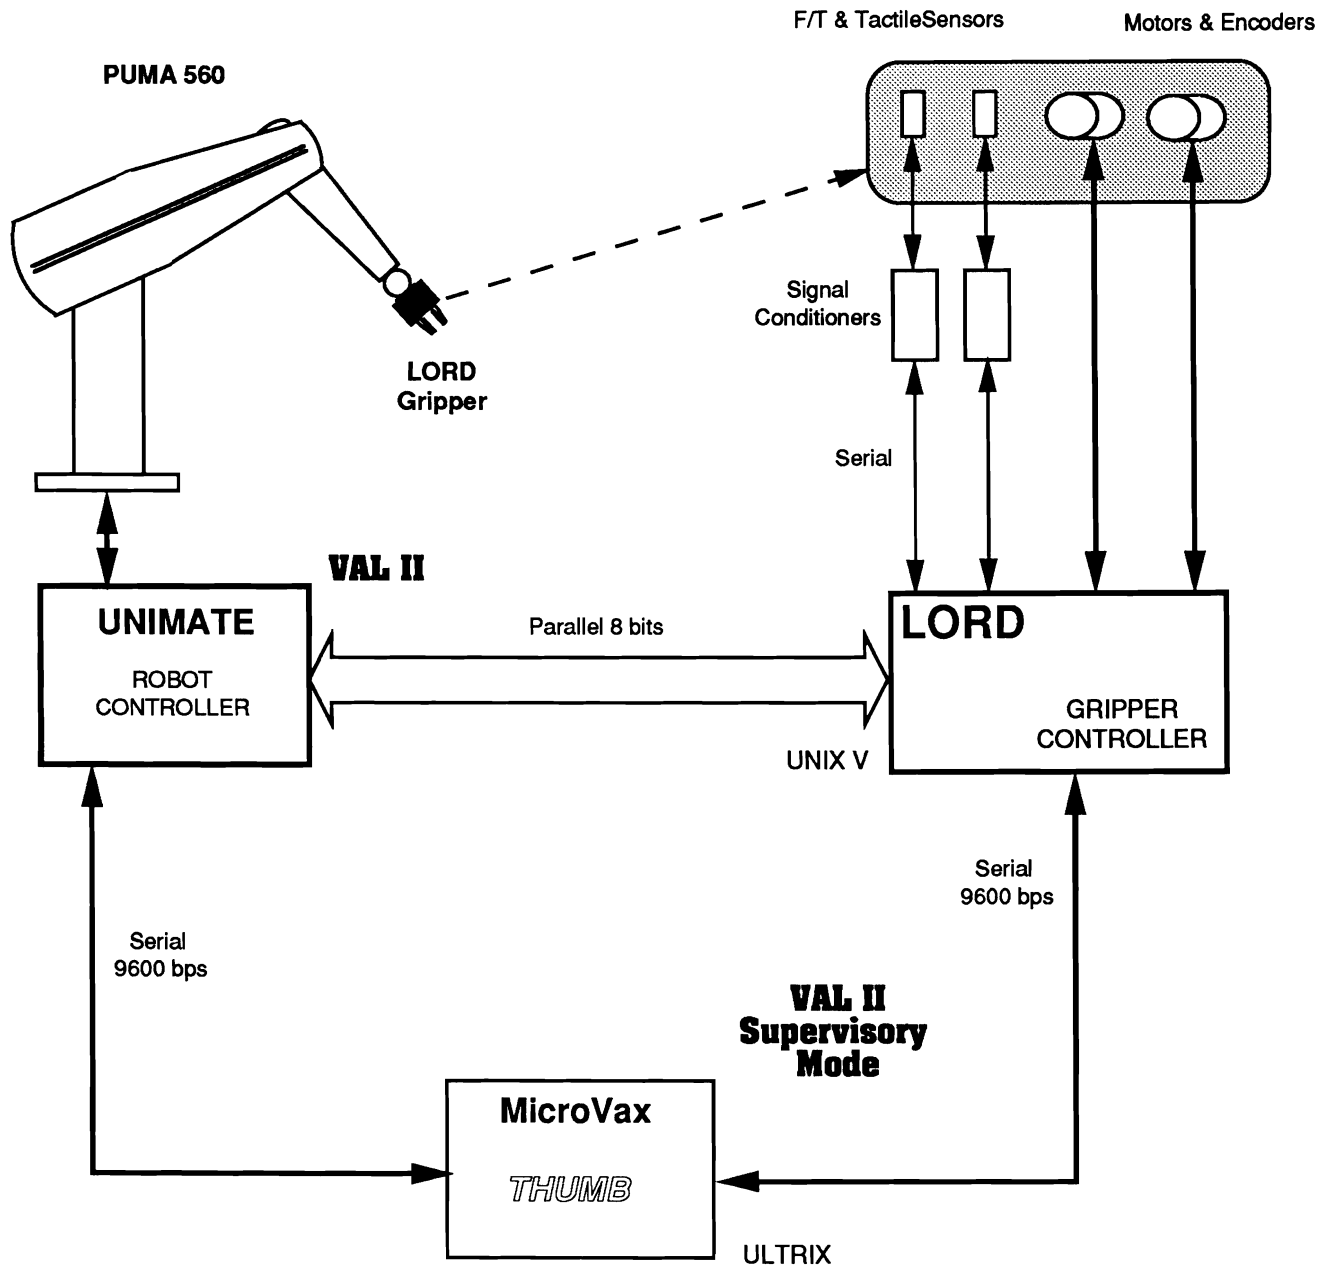 F/T & TactileSensors
Motors & Encoders
PUMA 560
Signal
Conditioners
LORD
Gripper
Serial
VAL II
UNIMATE
ROBOT
CONTROLLER
Parallel 8 bits
LORD
GRIPPER
CONTROLLER
UNIX V
Serial
9600 bps
Serial
9600 bps
VAL II
Supervisory
Mode
MicroVax
THUMB
ULTRIX